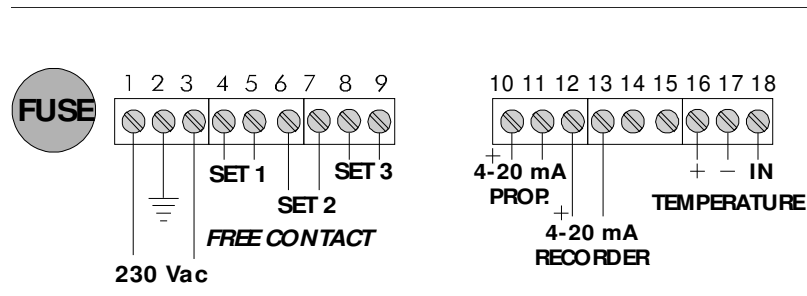 FUSE
1 2 3 4 5 6 7 8 9
10 11 12 13 14 15 16 17 18
SET 1
SET 3
SET 2
FREE CONTACT
230 Vac
+
4-20 mA
PROP.
+
4-20 mA
RECORDER
+ − IN
TEMPERATURE